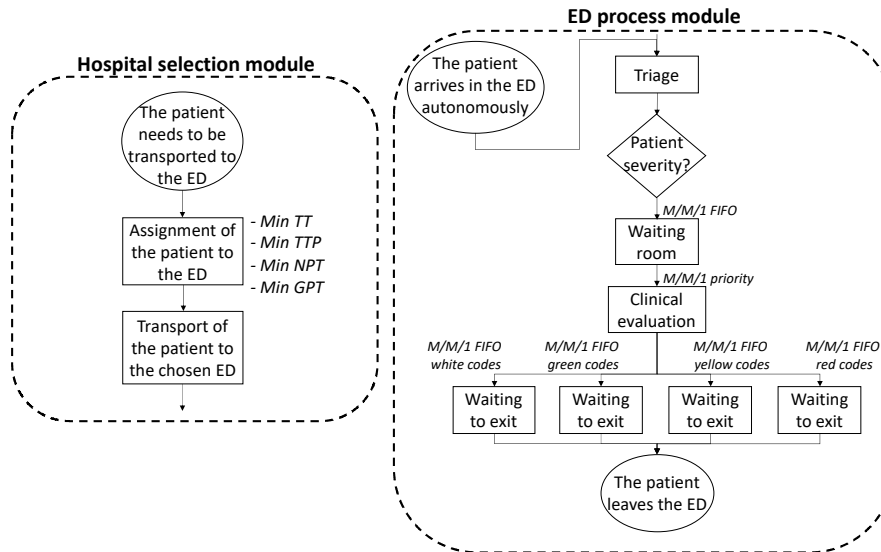 Hospital selection module
The patient
needs to be
transported to
the ED
Assignment of
the patient to
the ED
- Min TT
- Min TTP
- Min NPT
- Min GPT
Transport of
the patient to
the chosen ED
ED process module
The patient
arrives in the ED
autonomously
Triage
Patient
severity?
M/M/1 FIFO
Waiting
room
M/M/1 priority
Clinical
evaluation
M/M/1 FIFO
white codes
M/M/1 FIFO
green codes
M/M/1 FIFO
yellow codes
M/M/1 FIFO
red codes
Waiting
to exit
Waiting
to exit
Waiting
to exit
Waiting
to exit
The patient
leaves the ED